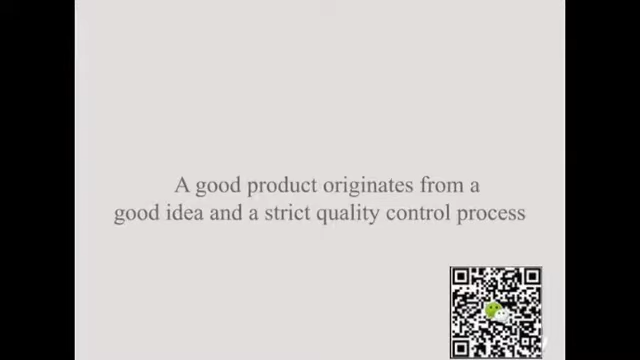 A good product originates from a
good idea and a strict quality control process